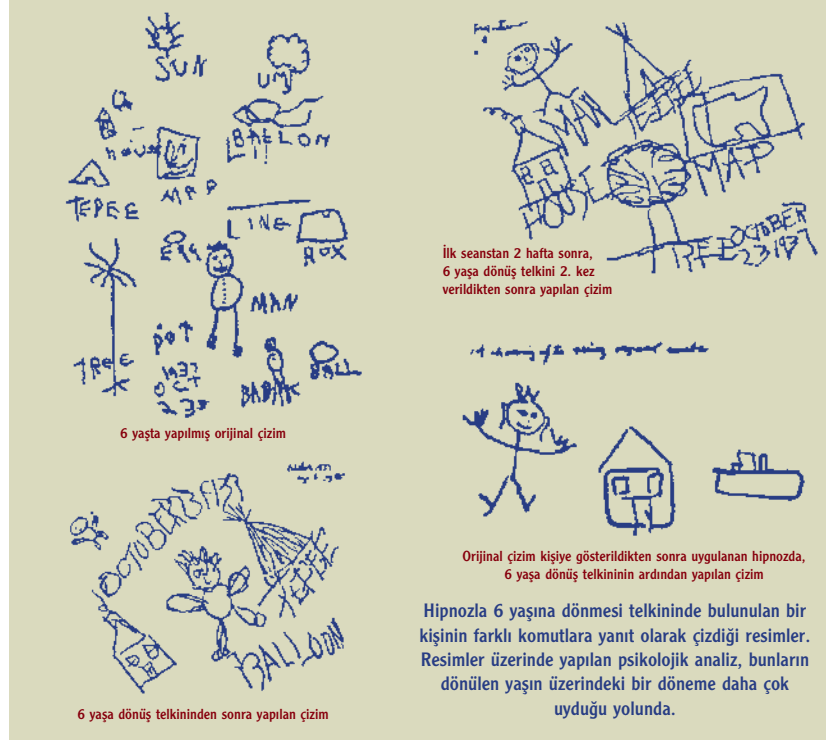 SUN
UMJ
house
BALLON
TEPEE
MAP
LINE
BOX
EGG
MAN
POT
TREE
1937
OCT
23
BALL
6 yaşta yapılmış orijinal çizim
OCTOBER 23 1937
TEPEE
BALLOON
6 yaşa dönüş telkininden sonra yapılan çizim
MAN
TEPEE
HOUSE
MAP
TREE
OCTOBER
23 1937
İlk seanstan 2 hafta sonra,
6 yaşa dönüş telkini 2. kez
verildikten sonra yapılan çizim
drawing of the
Orijinal çizim kişiye gösterildikten sonra uygulanan hipnozda,
6 yaşa dönüş telkininin ardından yapılan çizim
Hipnozla 6 yaşına dönmesi telkininde bulunulan bir
kişinin farklı komutlara yanıt olarak çizdiği resimler.
Resimler üzerinde yapılan psikolojik analiz, bunların
dönülen yaşın üzerindeki bir döneme daha çok
uyduğu yolunda.